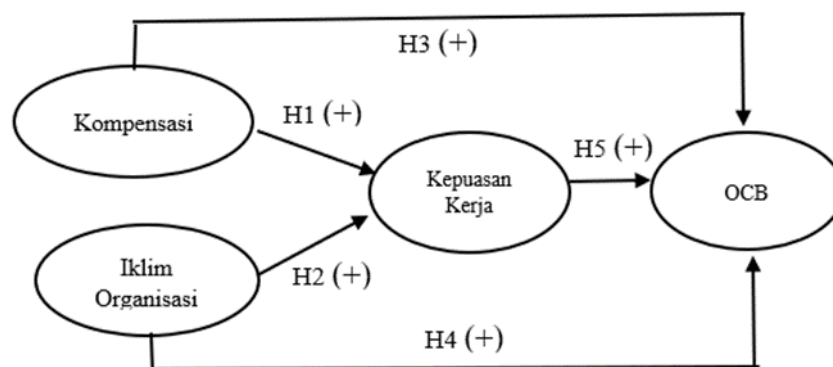 H3 (+)
Kompensasi
H1 (+)
Kepuasan
Kerja
H5 (+)
OCB
Iklim
Organisasi
H2 (+)
H4 (+)